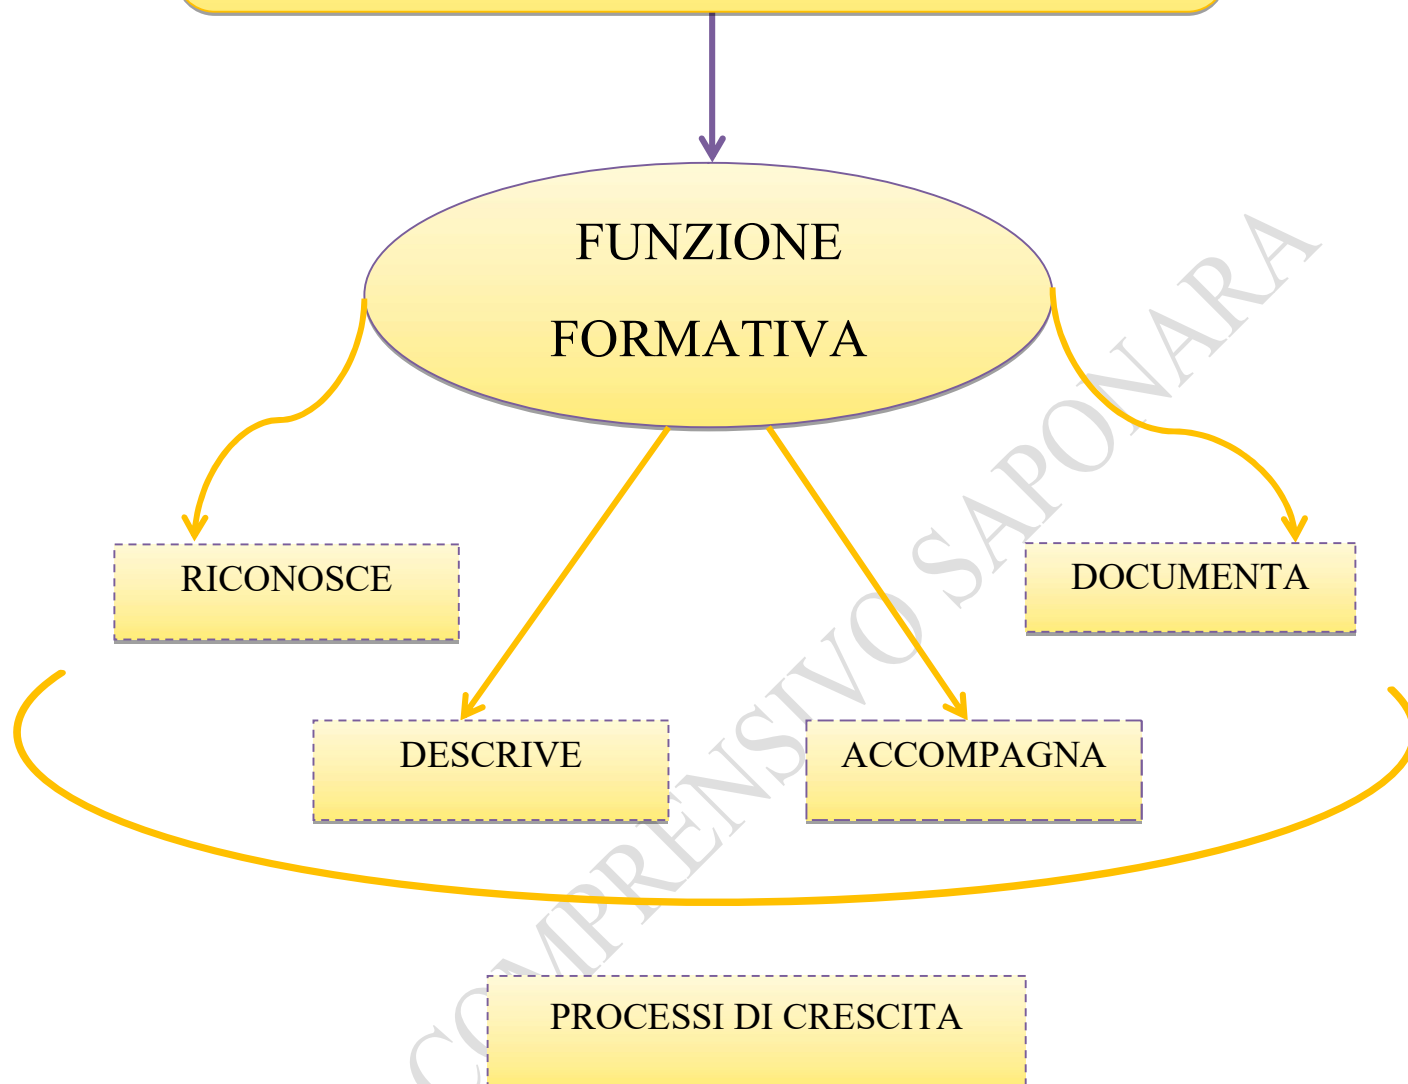 FUNZIONE
FORMATIVA
RICONOSCE
DOCUMENTA
DESCRIVE
ACCOMPAGNA
PROCESSI DI CRESCITA
COMPRENSIVO SAPONARA